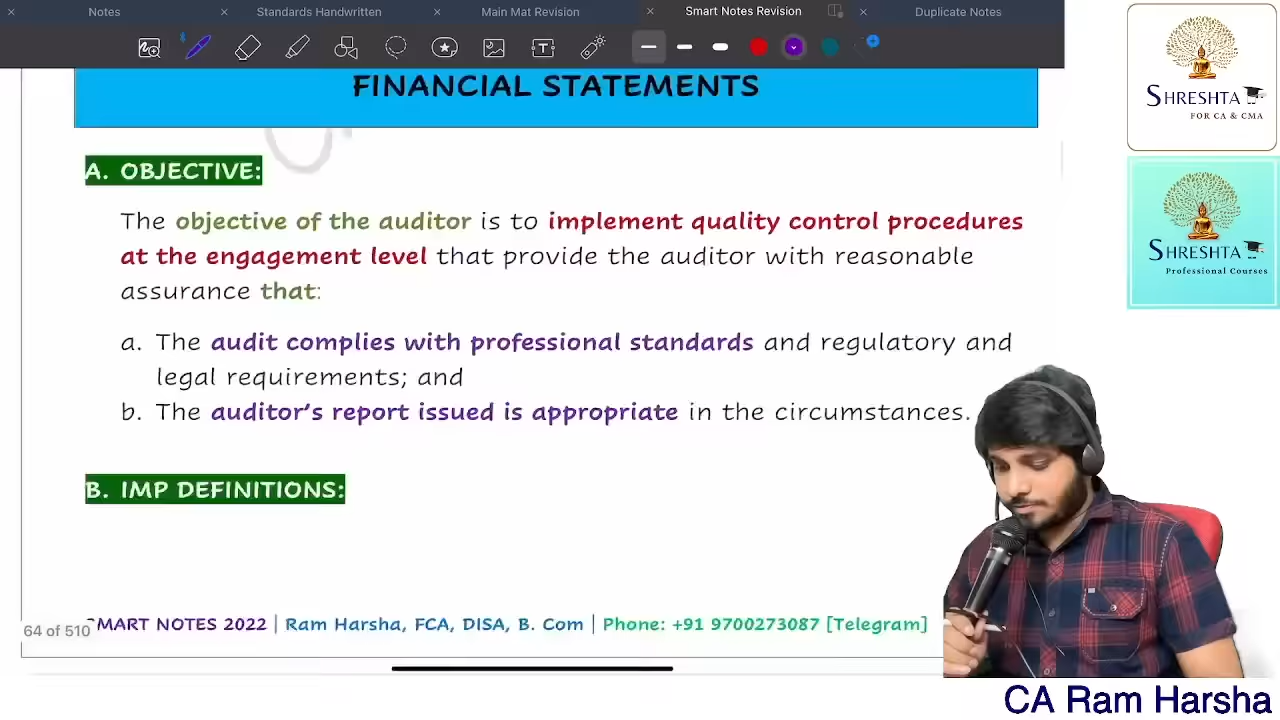 Notes
Standards Handwritten
Main Mat Revision
Smart Notes Revision
Duplicate Notes
FINANCIAL STATEMENTS
A. OBJECTIVE:
The objective of the auditor is to implement quality control procedures
at the engagement level that provide the auditor with reasonable
assurance that:
a. The audit complies with professional standards and regulatory and
legal requirements; and
b. The auditor's report issued is appropriate in the circumstances.
B. IMP DEFINITIONS:
64 of 510
SMART NOTES 2022 | Ram Harsha, FCA, DISA, B. Com | Phone: +91 9700273087 [Telegram]
SHRESHTA
FOR CA & CMA
SHRESHTA
Professional Courses
CA Ram Harsha